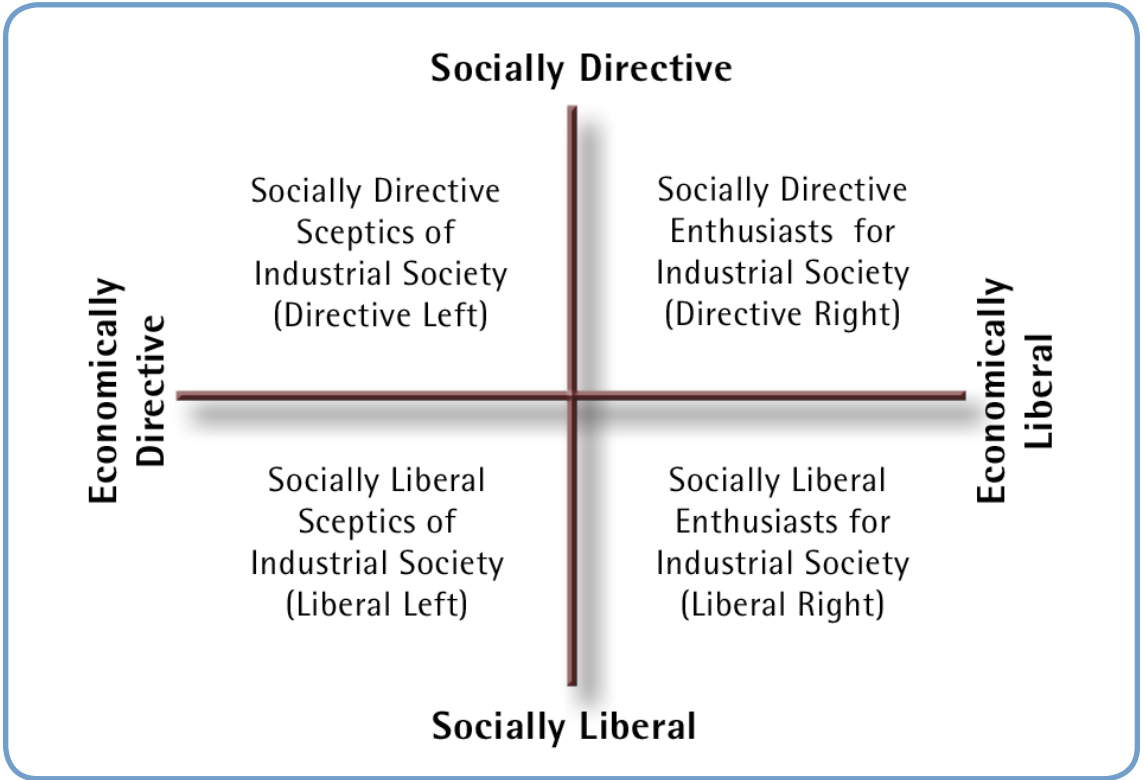 Socially Directive
Socially Directive
Sceptics of
Industrial Society
(Directive Left)
Socially Directive
Enthusiasts for
Industrial Society
(Directive Right)
Economically
Directive
Economically
Liberal
Socially Liberal
Sceptics of
Industrial Society
(Liberal Left)
Socially Liberal
Enthusiasts for
Industrial Society
(Liberal Right)
Socially Liberal